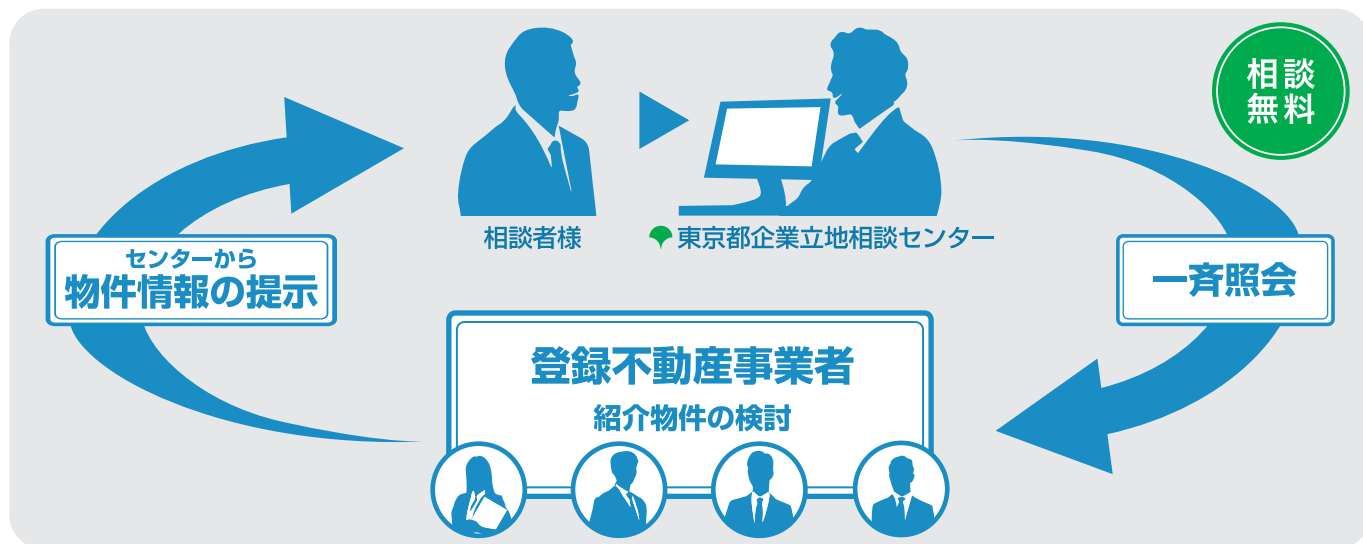 相談
無料
相談者様
東京都企業立地相談センター
センターから
物件情報の提示
一斉照会
登録不動産事業者
紹介物件の検討